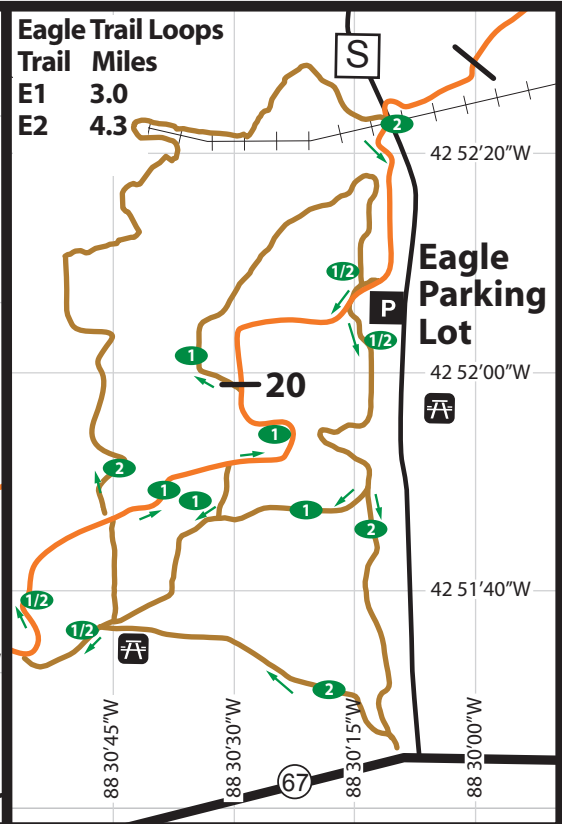 Eagle Trail Loops
Trail Miles
E1 3.0
E2 4.3
S
2
42 52'20"W
1/2
Eagle
Parking
Lot
P
1/2
1
42 52'00"W
20
1
2
1
1
1
2
42 51'40"W
1/2
1/2
2
88 30'45"W
88 30'30"W
88 30'15"W
88 30'00"W
67